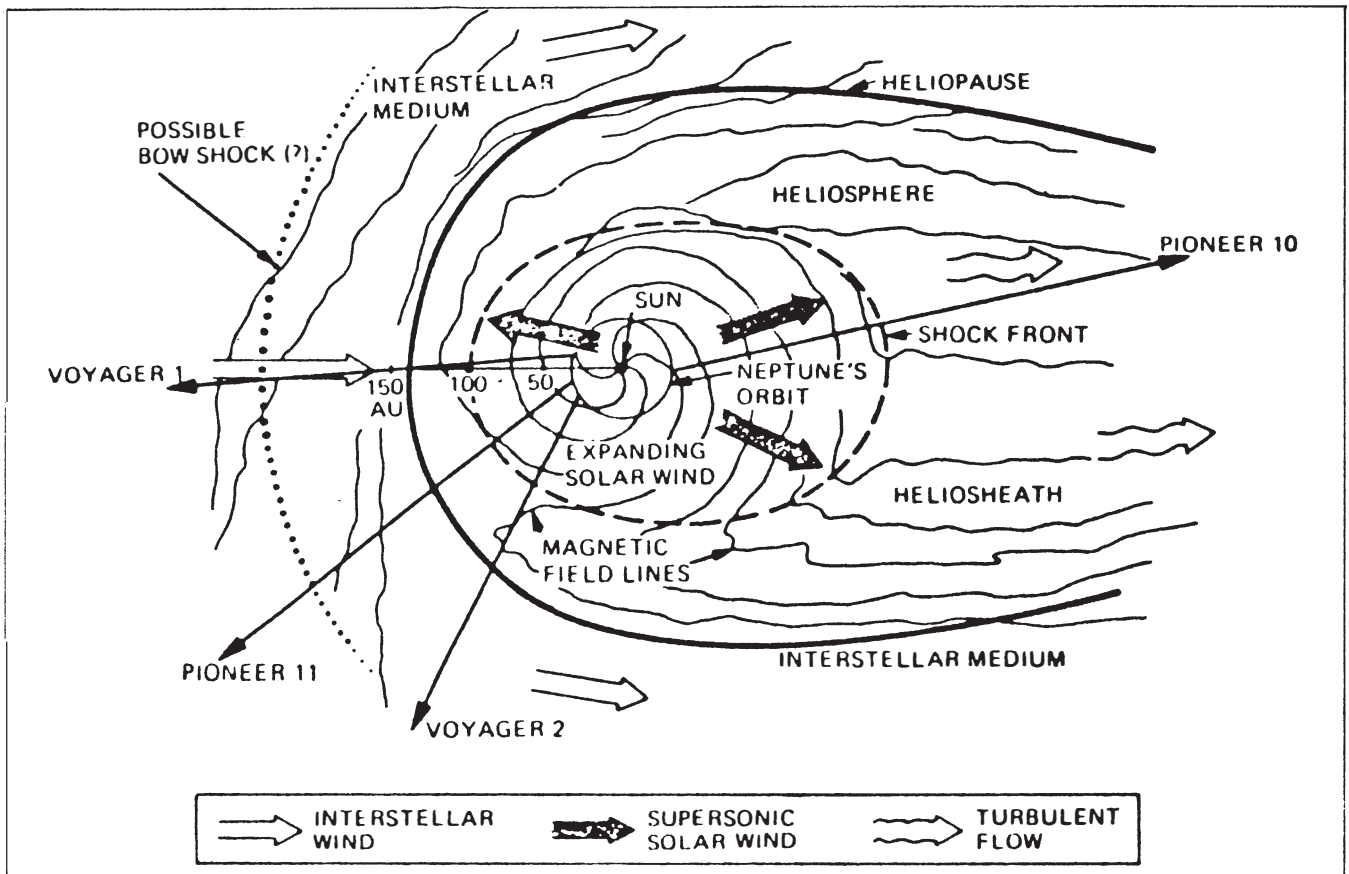 INTERSTELLAR
MEDIUM
HELIOPAUSE
POSSIBLE
BOW SHOCK (?)
HELIOSPHERE
PIONEER 10
SUN
SHOCK FRONT
VOYAGER 1
150
AU
100
50
NEPTUNE'S
ORBIT
EXPANDING
SOLAR WIND
HELIOSHEATH
MAGNETIC
FIELD LINES
PIONEER 11
INTERSTELLAR MEDIUM
VOYAGER 2
INTERSTELLAR
WIND
SUPERSONIC
SOLAR WIND
TURBULENT
FLOW